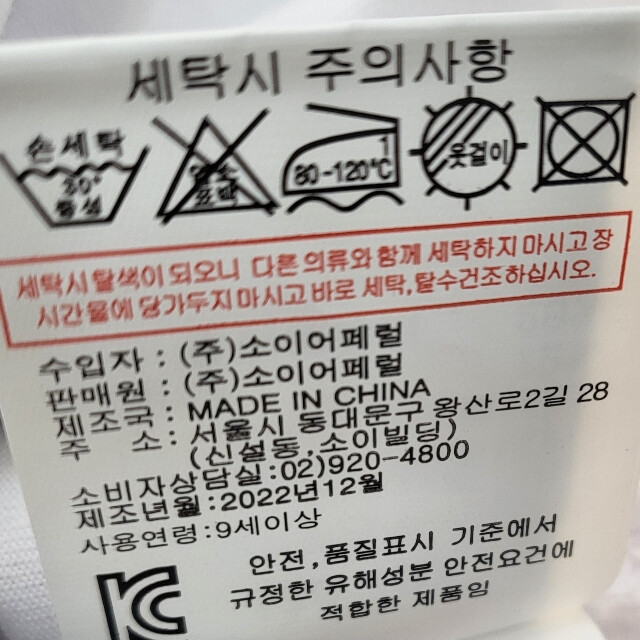 세탁시 주의사항
손세탁
30°
중성
염소
표백
1
80-120℃
옷걸이
세탁시 탈색이 되오니 다른 의류와 함께 세탁하지 마시고 장
시간 물에 당가두지 마시고 바로 세탁,탈수건조하십시오.
수입자 : (주)소이어페럴
판매원 : (주)소이어페럴
제조국 : MADE IN CHINA
주 소 : 서울시 동대문구 왕산로2길 28
(신설동,소이빌딩)
소비자상담실:02)920-4800
제조년월:2022년12월
사용연령:9세이상
안전,품질표시 기준에서
규정한 유해성분 안전요건에
적합한 제품임